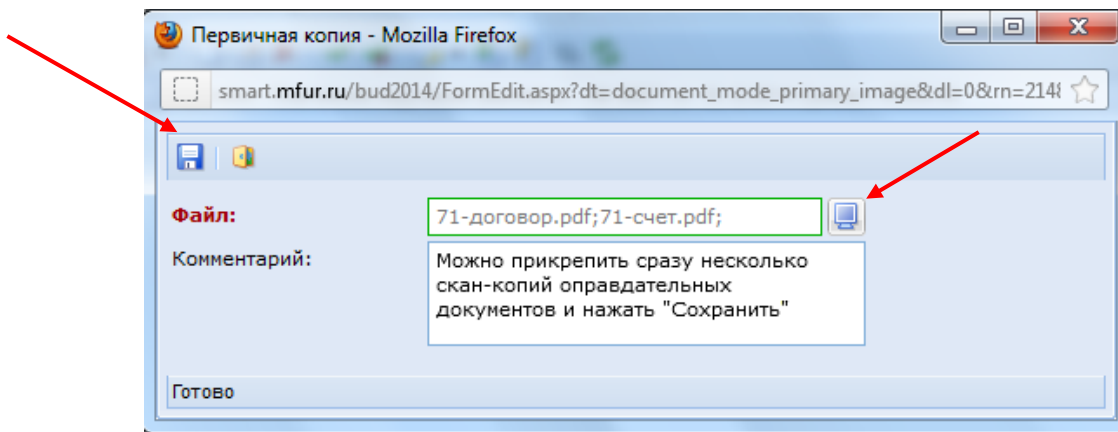 Первичная копия - Mozilla Firefox
smart.mfur.ru/bud2014/FormEdit.aspx?dt=document_mode_primary_image&dl=0&rn=2148
Файл:
71-договор.pdf;71-счет.pdf;
Комментарий:
Можно прикрепить сразу несколько
скан-копий оправдательных
документов и нажать "Сохранить"
Готово